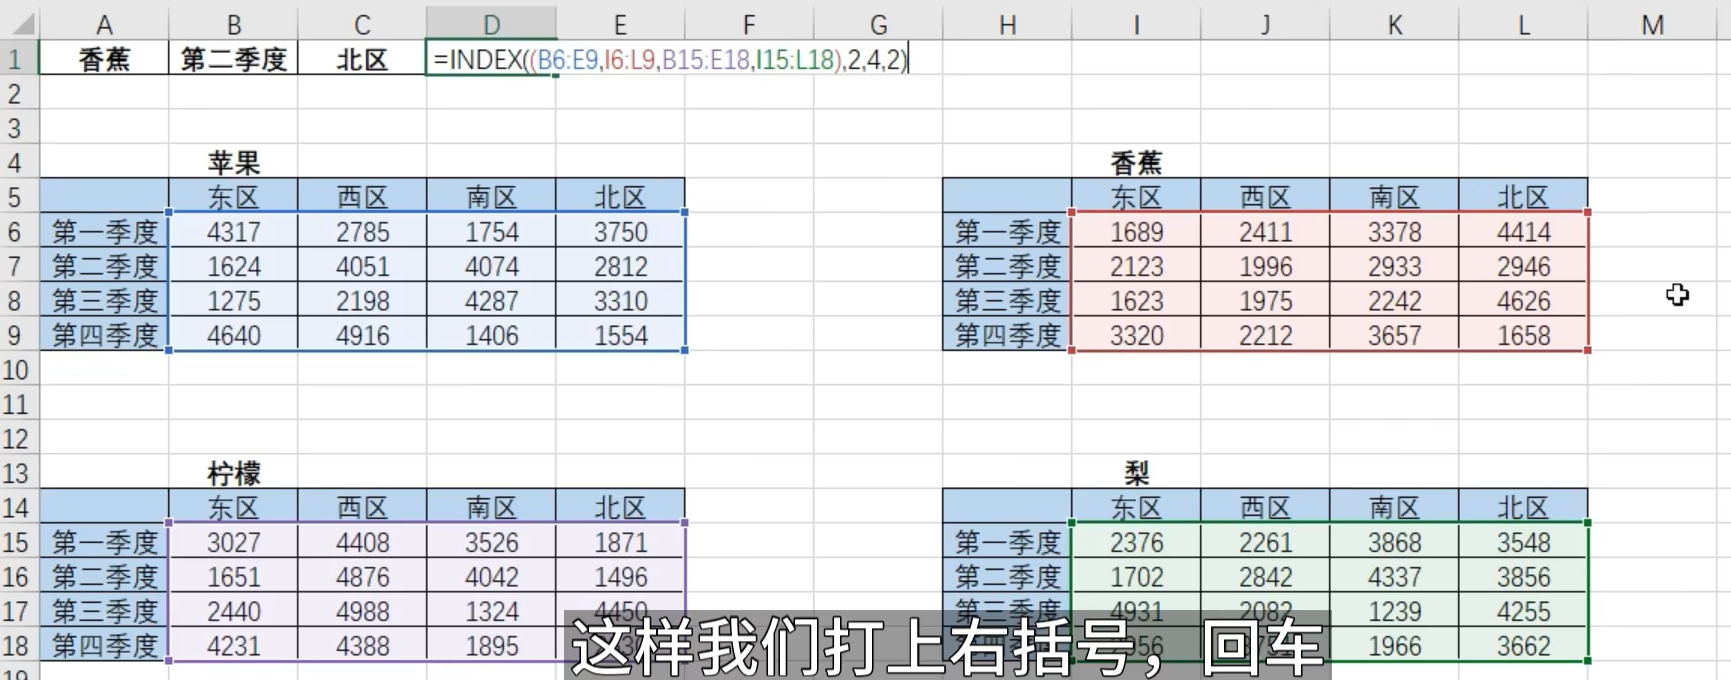 A B C D E F G H I J K L M
1 香蕉 第二季度 北区 =INDEX((B6:E9,I6:L9,B15:E18,I15:L18),2,4,2)
2
3
4 苹果 香蕉
5 东区 西区 南区 北区 东区 西区 南区 北区
6 第一季度 4317 2785 1754 3750 第一季度 1689 2411 3378 4414
7 第二季度 1624 4051 4074 2812 第二季度 2123 1996 2933 2946
8 第三季度 1275 2198 4287 3310 第三季度 1623 1975 2242 4626
9 第四季度 4640 4916 1406 1554 第四季度 3320 2212 3657 1658
10
11
12
13 柠檬 梨
14 东区 西区 南区 北区 东区 西区 南区 北区
15 第一季度 3027 4408 3526 1871 第一季度 2376 2261 3868 3548
16 第二季度 1651 4876 4042 1496 第二季度 1702 2842 4337 3856
17 第三季度 2440 4988 1324 4450 第三季度 4931 2082 1239 4255
18 第四季度 4231 4388 1895 1966 3662
这样我们打上右括号，回车